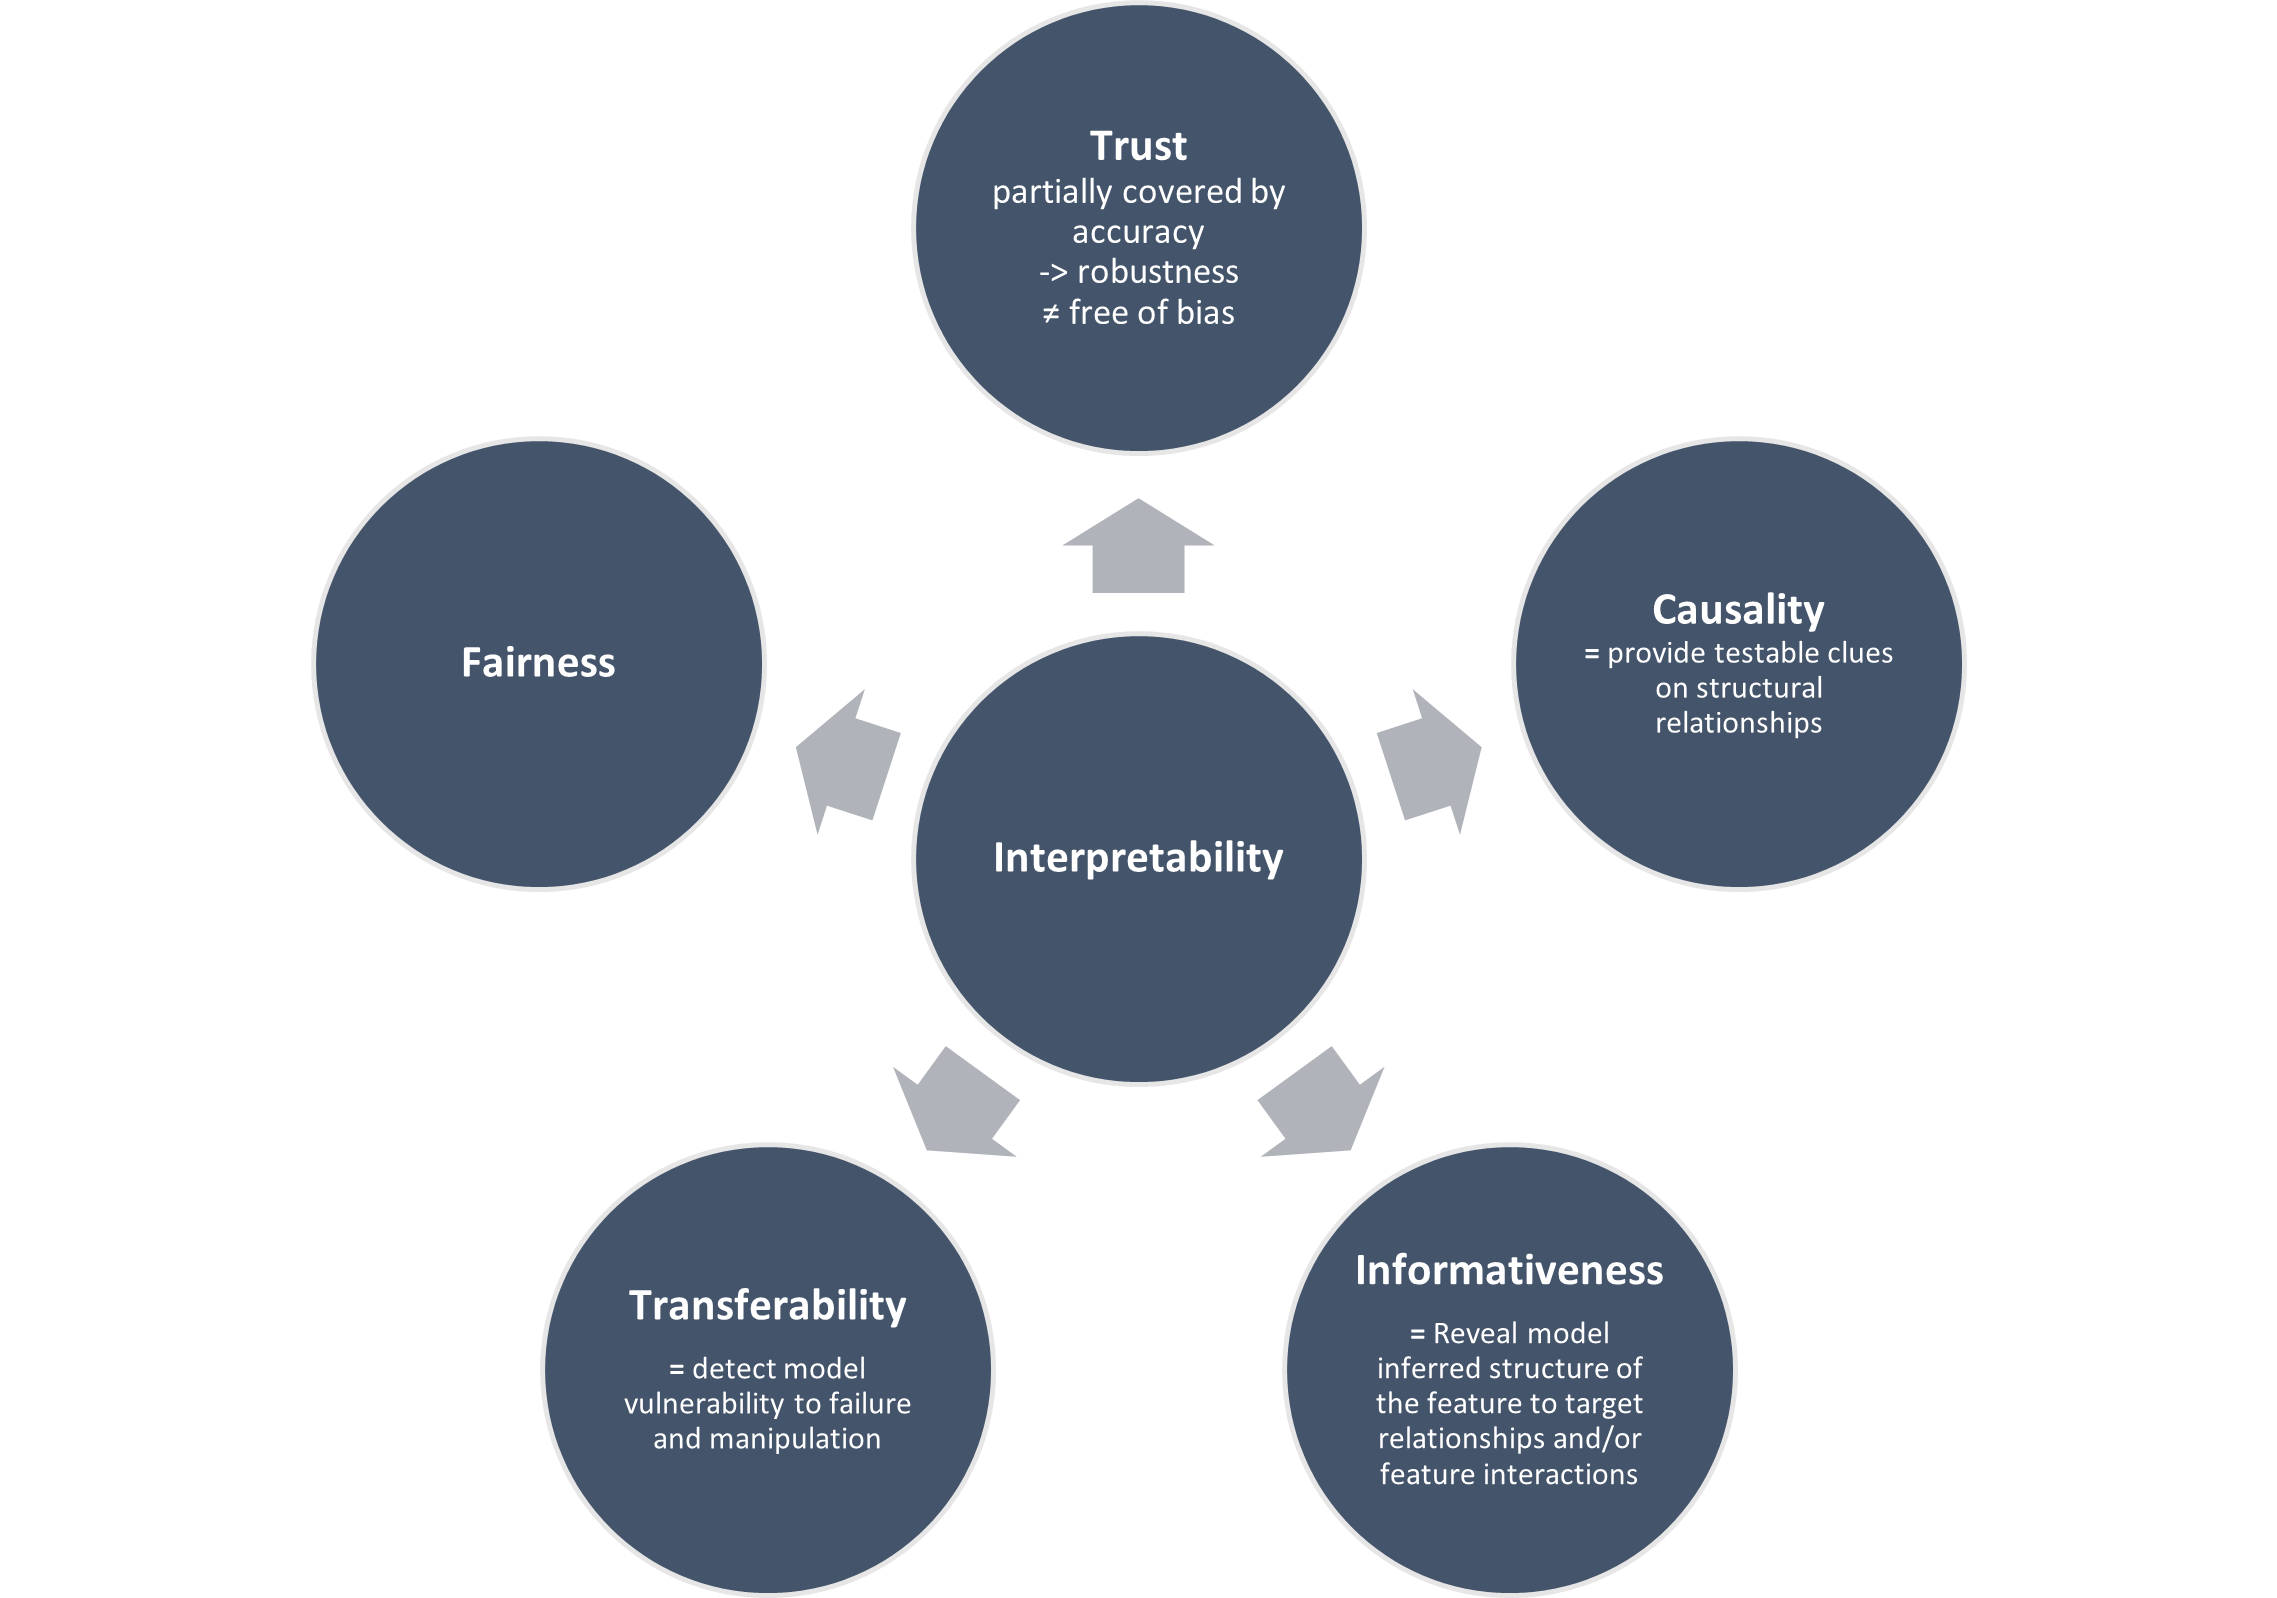 Trust
partially covered by
accuracy
-> robustness
≠ free of bias
Fairness
Causality
= provide testable clues
on structural
relationships
Interpretability
Transferability
= detect model
vulnerability to failure
and manipulation
Informativeness
= Reveal model
inferred structure of
the feature to target
relationships and/or
feature interactions